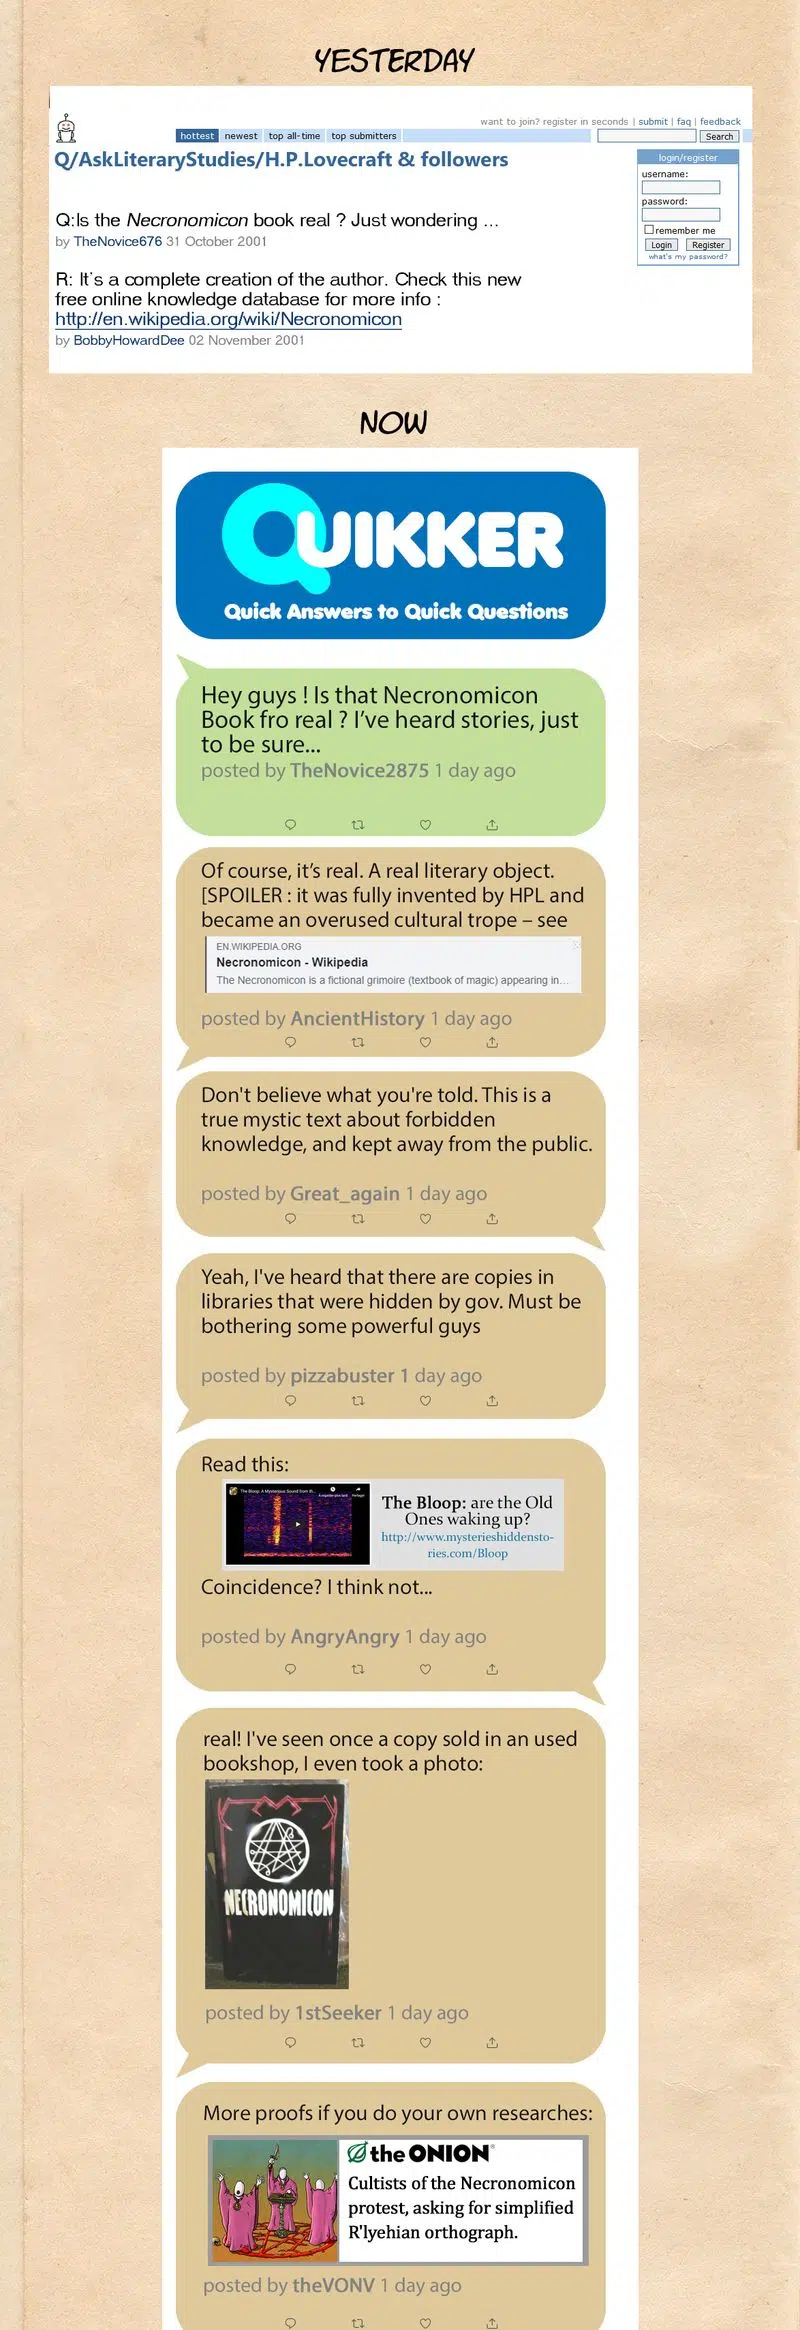 YESTERDAY
want to join? register in seconds | submit | faq | feedback
hottest newest top all-time top submitters Search
Q/AskLiteraryStudies/H.P.Lovecraft & followers
login/register
username:
password:
remember me
Login Register
what's my password?
Q:Is the Necronomicon book real ? Just wondering ...
by TheNovice676 31 October 2001
R: It's a complete creation of the author. Check this new
free online knowledge database for more info :
http://en.wikipedia.org/wiki/Necronomicon
by BobbyHowardDee 02 November 2001
NOW
QUIKKER
Quick Answers to Quick Questions
Hey guys ! Is that Necronomicon
Book fro real ? I've heard stories, just
to be sure...
posted by TheNovice2875 1 day ago
Of course, it's real. A real literary object.
[SPOILER : it was fully invented by HPL and
became an overused cultural trope – see
EN.WIKIPEDIA.ORG
Necronomicon - Wikipedia
The Necronomicon is a fictional grimoire (textbook of magic) appearing in...
posted by AncientHistory 1 day ago
Don't believe what you're told. This is a
true mystic text about forbidden
knowledge, and kept away from the public.
posted by Great_again 1 day ago
Yeah, I've heard that there are copies in
libraries that were hidden by gov. Must be
bothering some powerful guys
posted by pizzabuster 1 day ago
Read this:
The Bloop: A Mysterious Sound from th...
The Bloop: are the Old
Ones waking up?
http://www.mysterieshiddensto-
ries.com/Bloop
Coincidence? I think not...
posted by AngryAngry 1 day ago
real! I've seen once a copy sold in an used
bookshop, I even took a photo:
NECRONOMICON
posted by 1stSeeker 1 day ago
More proofs if you do your own researches:
the ONION®
Cultists of the Necronomicon
protest, asking for simplified
R'lyehian orthograph.
posted by theVONV 1 day ago